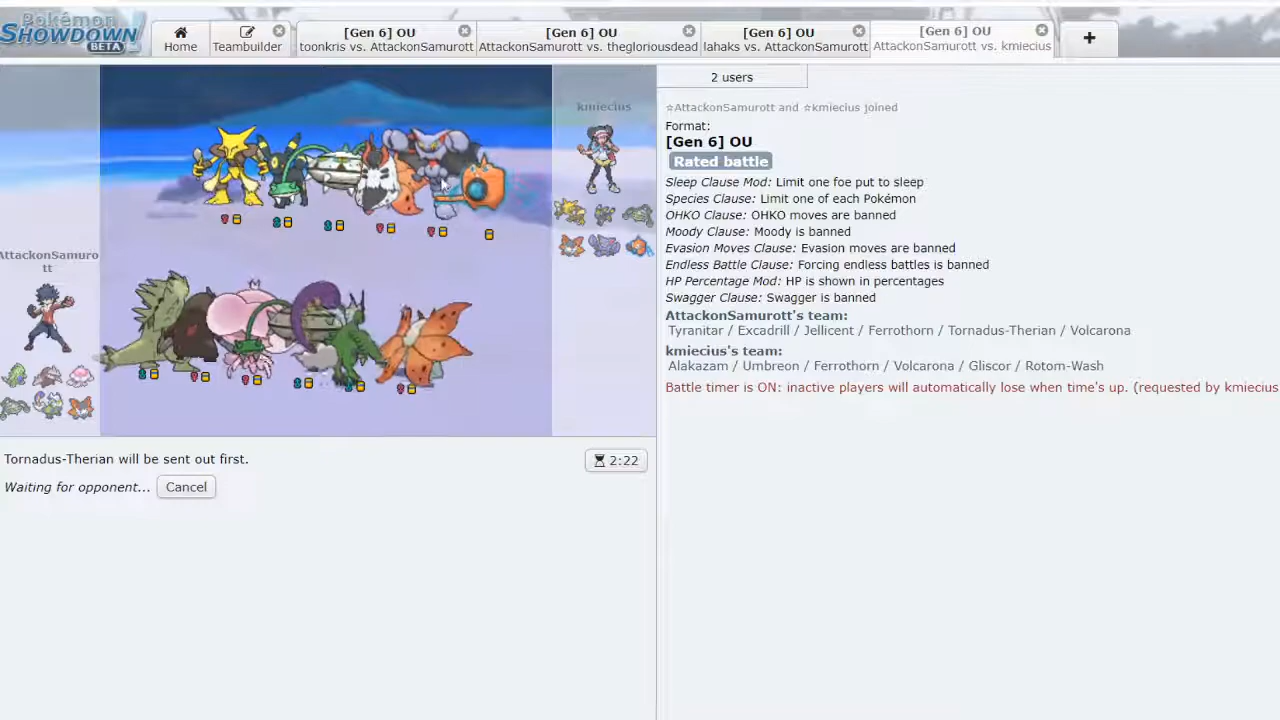 Pokémon
SHOWDOWN
BETA
Home
Teambuilder
[Gen 6] OU
toonkris vs. AttackonSamurott
[Gen 6] OU
AttackonSamurott vs. thegloriousdead
[Gen 6] OU
lahaks vs. AttackonSamurott
[Gen 6] OU
AttackonSamurott vs. kmiecius
+
kmiecius
AttackonSamuro
tt
2 users
☆AttackonSamurott and ☆kmiecius joined
Format:
[Gen 6] OU
Rated battle
Sleep Clause Mod: Limit one foe put to sleep
Species Clause: Limit one of each Pokémon
OHKO Clause: OHKO moves are banned
Moody Clause: Moody is banned
Evasion Moves Clause: Evasion moves are banned
Endless Battle Clause: Forcing endless battles is banned
HP Percentage Mod: HP is shown in percentages
Swagger Clause: Swagger is banned
AttackonSamurott's team:
Tyranitar / Excadrill / Jellicent / Ferrothorn / Tornadus-Therian / Volcarona
kmiecius's team:
Alakazam / Umbreon / Ferrothorn / Volcarona / Gliscor / Rotom-Wash
Battle timer is ON: inactive players will automatically lose when time's up. (requested by kmiecius
Tornadus-Therian will be sent out first.
2:22
Waiting for opponent... Cancel